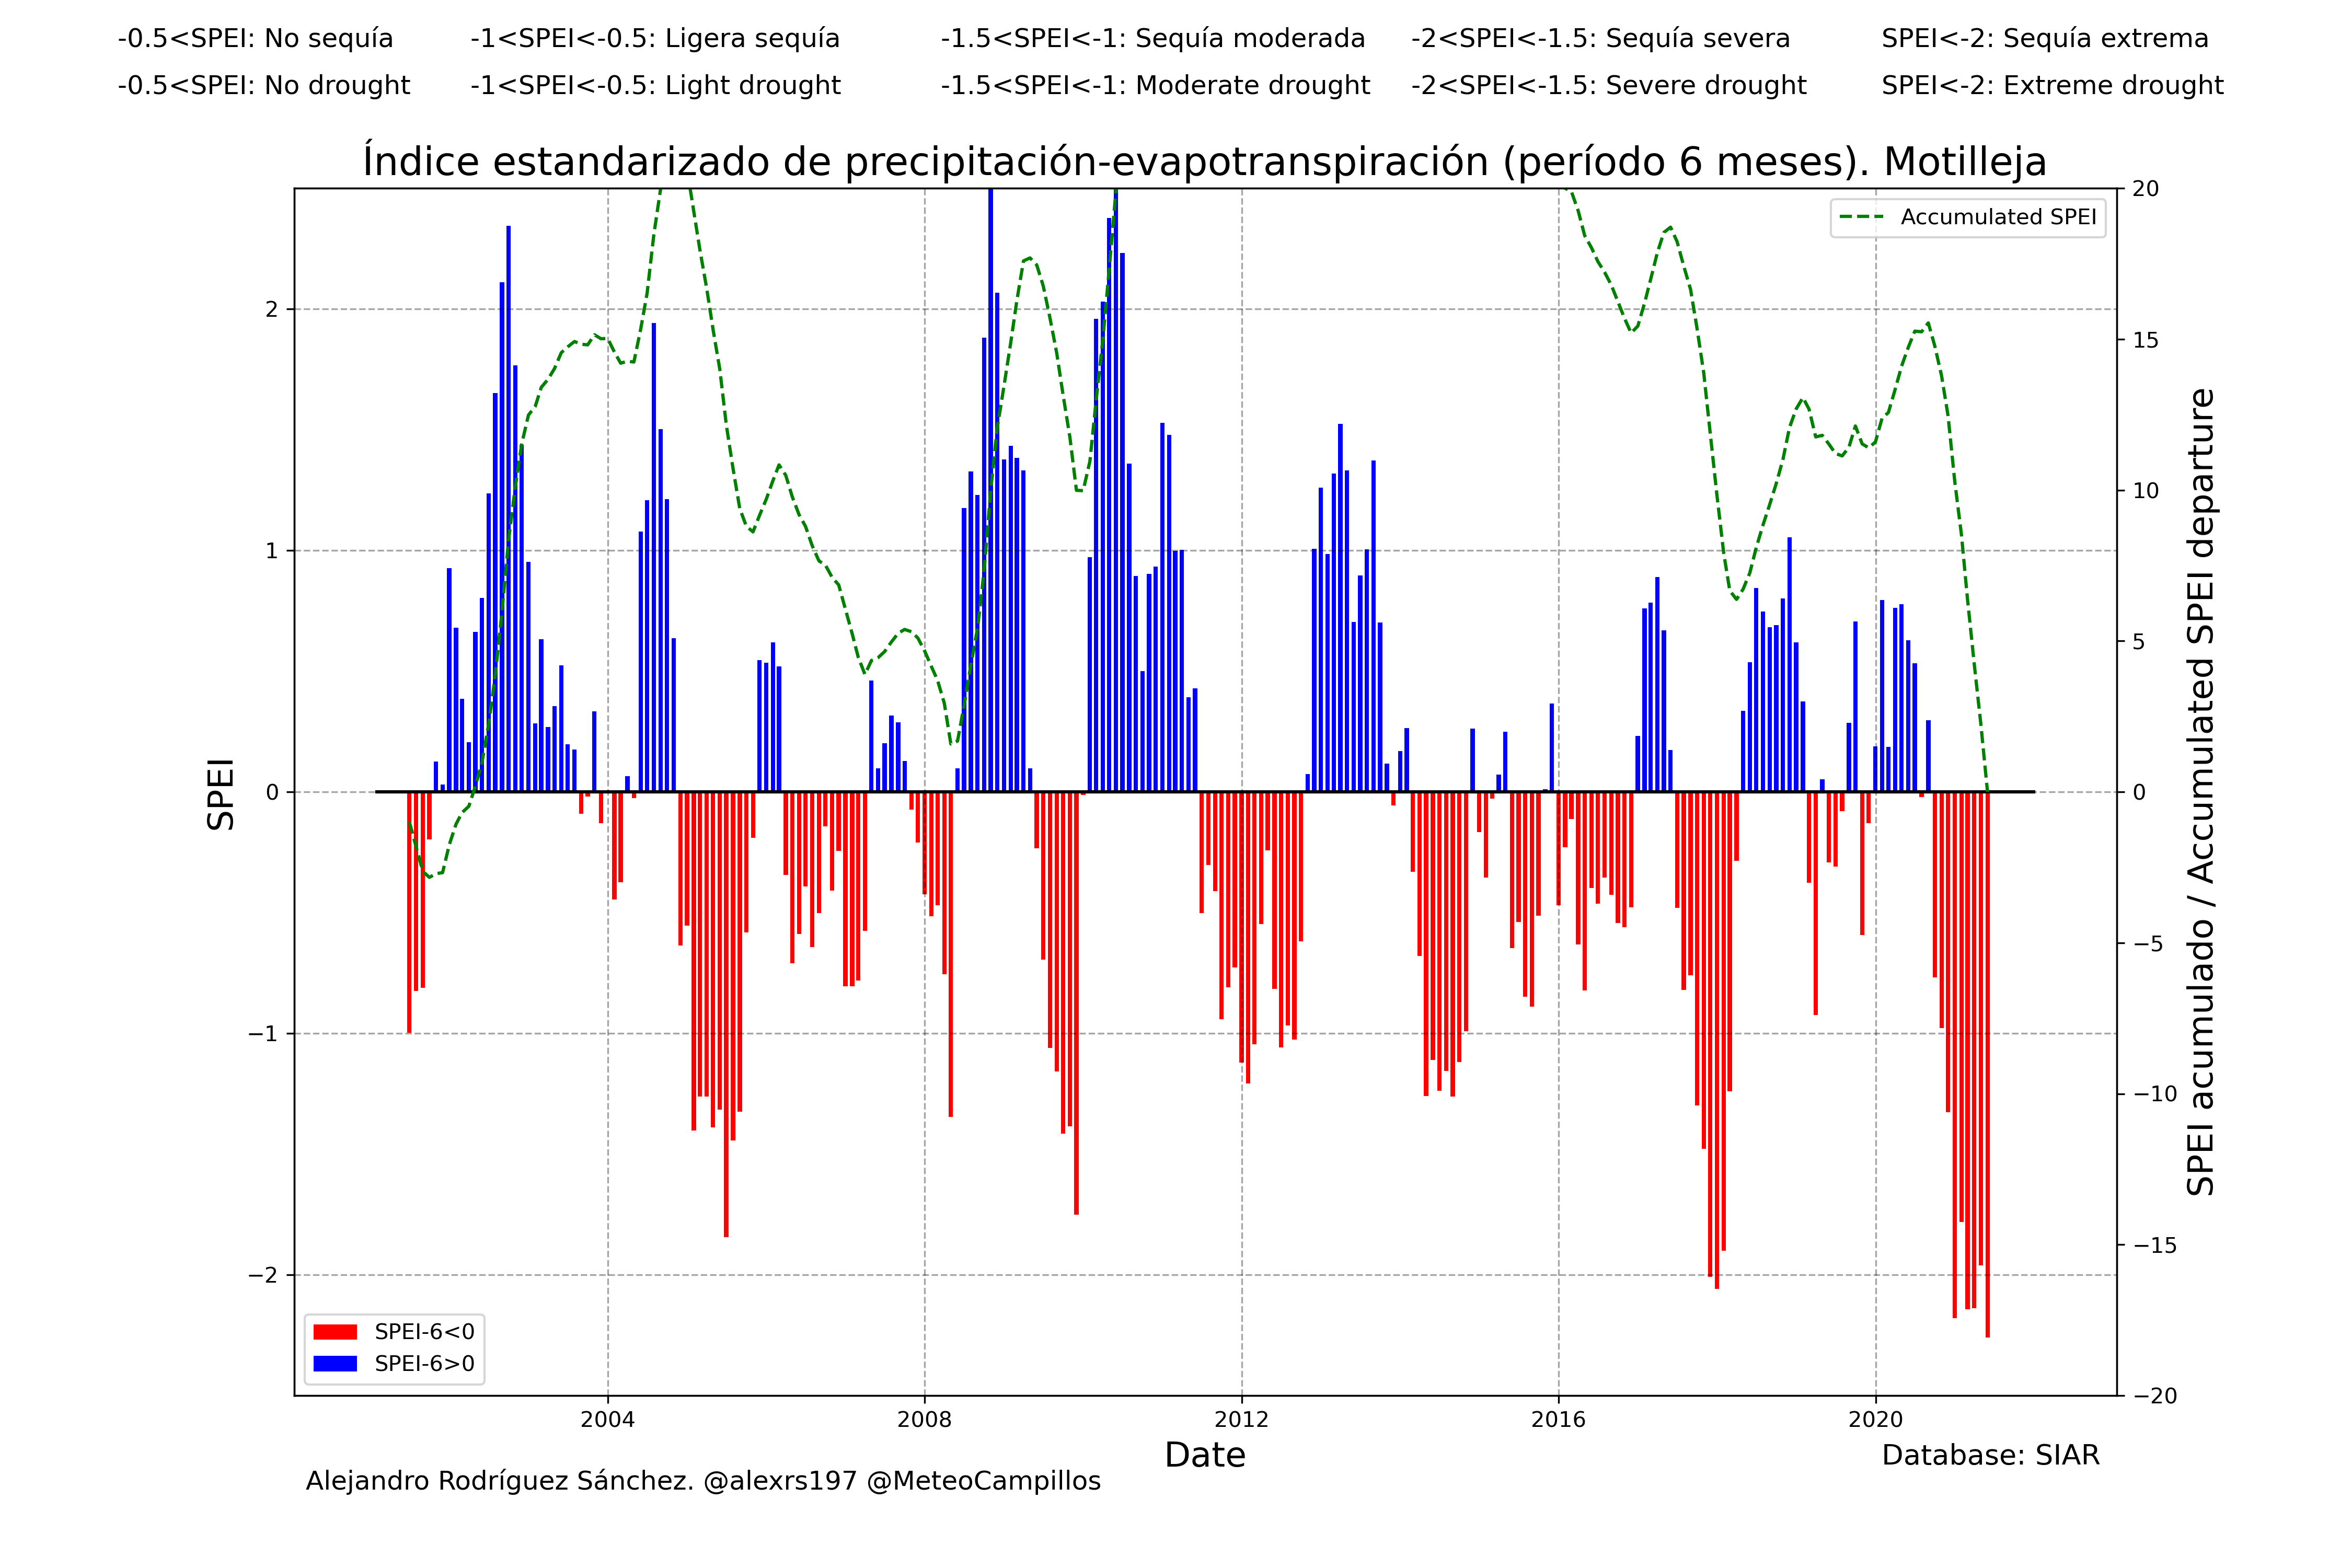 -0.5<SPEI: No sequía -1<SPEI<-0.5: Ligera sequía -1.5<SPEI<-1: Sequía moderada -2<SPEI<-1.5: Sequía severa SPEI<-2: Sequía extrema
-0.5<SPEI: No drought -1<SPEI<-0.5: Light drought -1.5<SPEI<-1: Moderate drought -2<SPEI<-1.5: Severe drought SPEI<-2: Extreme drought
Índice estandarizado de precipitación-evapotranspiración (período 6 meses). Motilleja
Accumulated SPEI
SPEI
2
1
0
−1
−2
20
15
10
5
0
−5
−10
−15
−20
SPEI acumulado / Accumulated SPEI departure
SPEI-6<0
SPEI-6>0
2004 2008 2012 2016 2020
Date
Database: SIAR
Alejandro Rodríguez Sánchez. @alexrs197 @MeteoCampillos